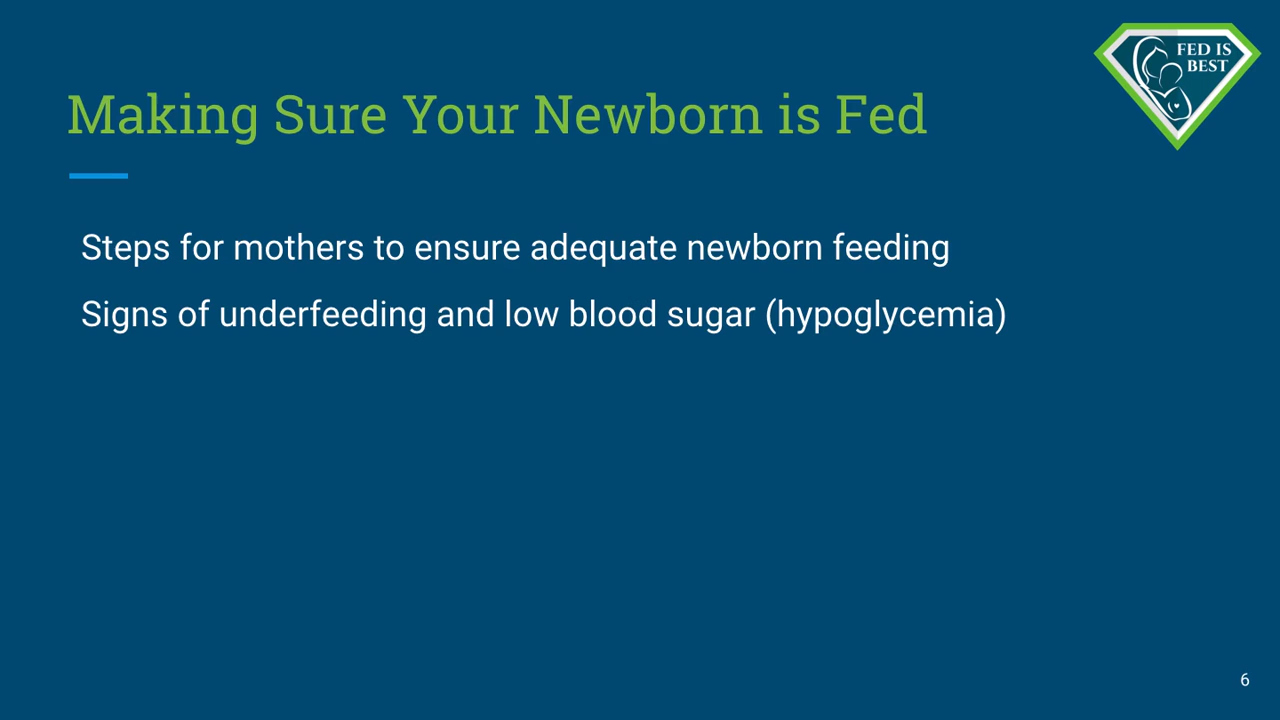 FED IS
BEST
Making Sure Your Newborn is Fed
Steps for mothers to ensure adequate newborn feeding
Signs of underfeeding and low blood sugar (hypoglycemia)
6